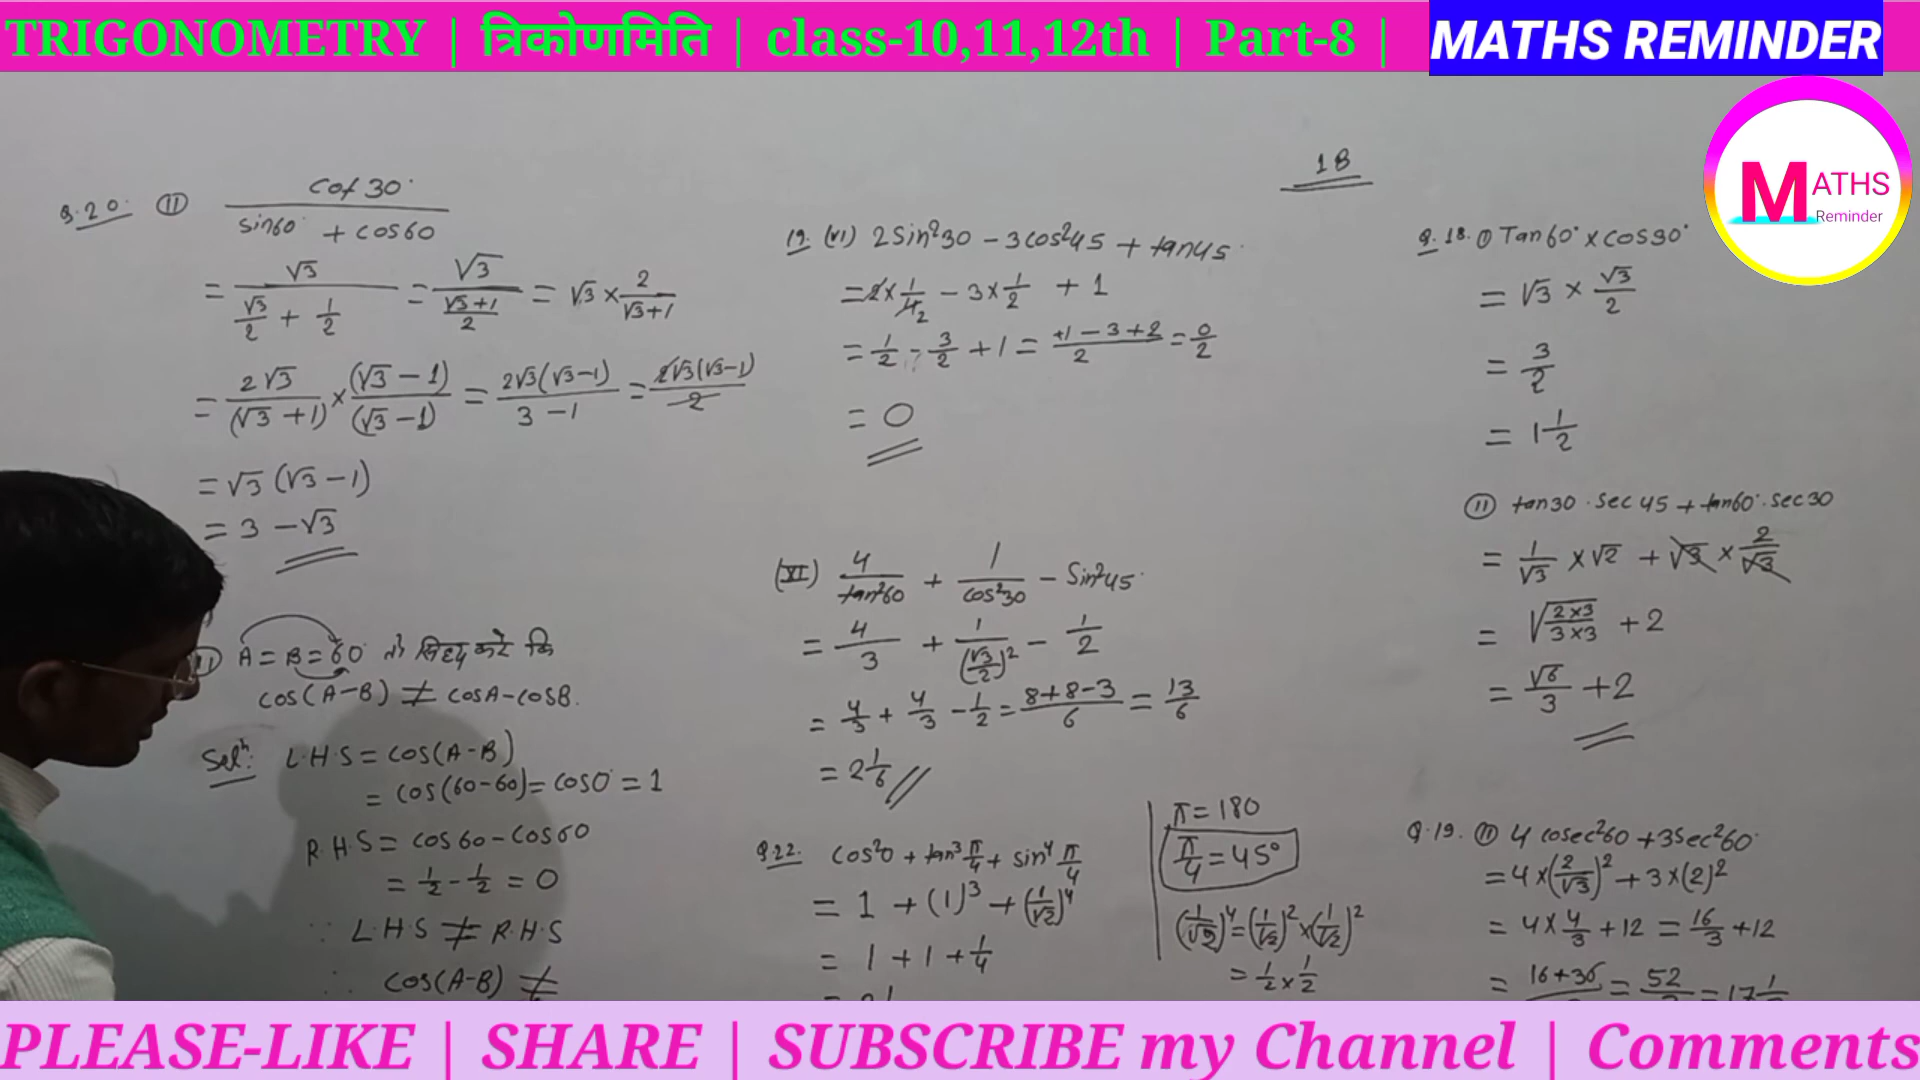 TRIGONOMETRY | त्रिकोणमिति | class-10,11,12th | Part-8 | MATHS REMINDER
MATHS
Reminder
18
Q.20. (II) cot30° / (sin60° + cos60)
= √3 / (√3/2 + 1/2) = √3 / ((√3+1)/2) = √3 × 2/(√3+1)
= 2√3/(√3+1) × (√3-1)/(√3-1) = 2√3(√3-1)/(3-1) = 2√3(√3-1)/2
= √3(√3-1)
= 3-√3
A = B = 60° तो सिद्ध करें कि
cos(A-B) ≠ cosA-cosB.
Solⁿ: L.H.S = cos(A-B)
= cos(60-60) = cos0° = 1
R.H.S = cos60-cos60
= 1/2 - 1/2 = 0
∵ L.H.S ≠ R.H.S
∴ cos(A-B) ≠
19. (VI) 2sin²30 - 3cos²45 + tan45°
= 2×1/4 2 - 3×1/2 + 1
= 1/2 - 3/2 + 1 = (+1-3+2)/2 = 0/2
= 0
(XI) 4/tan²60 + 1/cos²30 - Sin²45°
= 4/3 + 1/(√3/2)² - 1/2
= 4/3 + 4/3 - 1/2 = (8+8-3)/6 = 13/6
= 2 1/6
Q.22. cos²0 + tan³ π/4 + sin⁴ π/4
= 1 + (1)³ + (1/√2)⁴
= 1 + 1 + 1/4
π = 180
π/4 = 45°
(1/√2)⁴ = (1/√2)² × (1/√2)²
= 1/2 × 1/2
Q.18. (I) Tan60° × cos30°
= √3 × √3/2
= 3/2
= 1 1/2
(II) tan30 . sec45 + tan60° . sec30
= 1/√3 × √2 + √3 × 2/√3
= √(2×3/3×3) + 2
= √6/3 + 2
Q.19. (II) 4 cosec²60 + 3Sec²60°
= 4×(2/√3)² + 3×(2)²
= 4×4/3 + 12 = 16/3 + 12
= 16+36 = 52 = 17 1
PLEASE-LIKE | SHARE | SUBSCRIBE my Channel | Comments